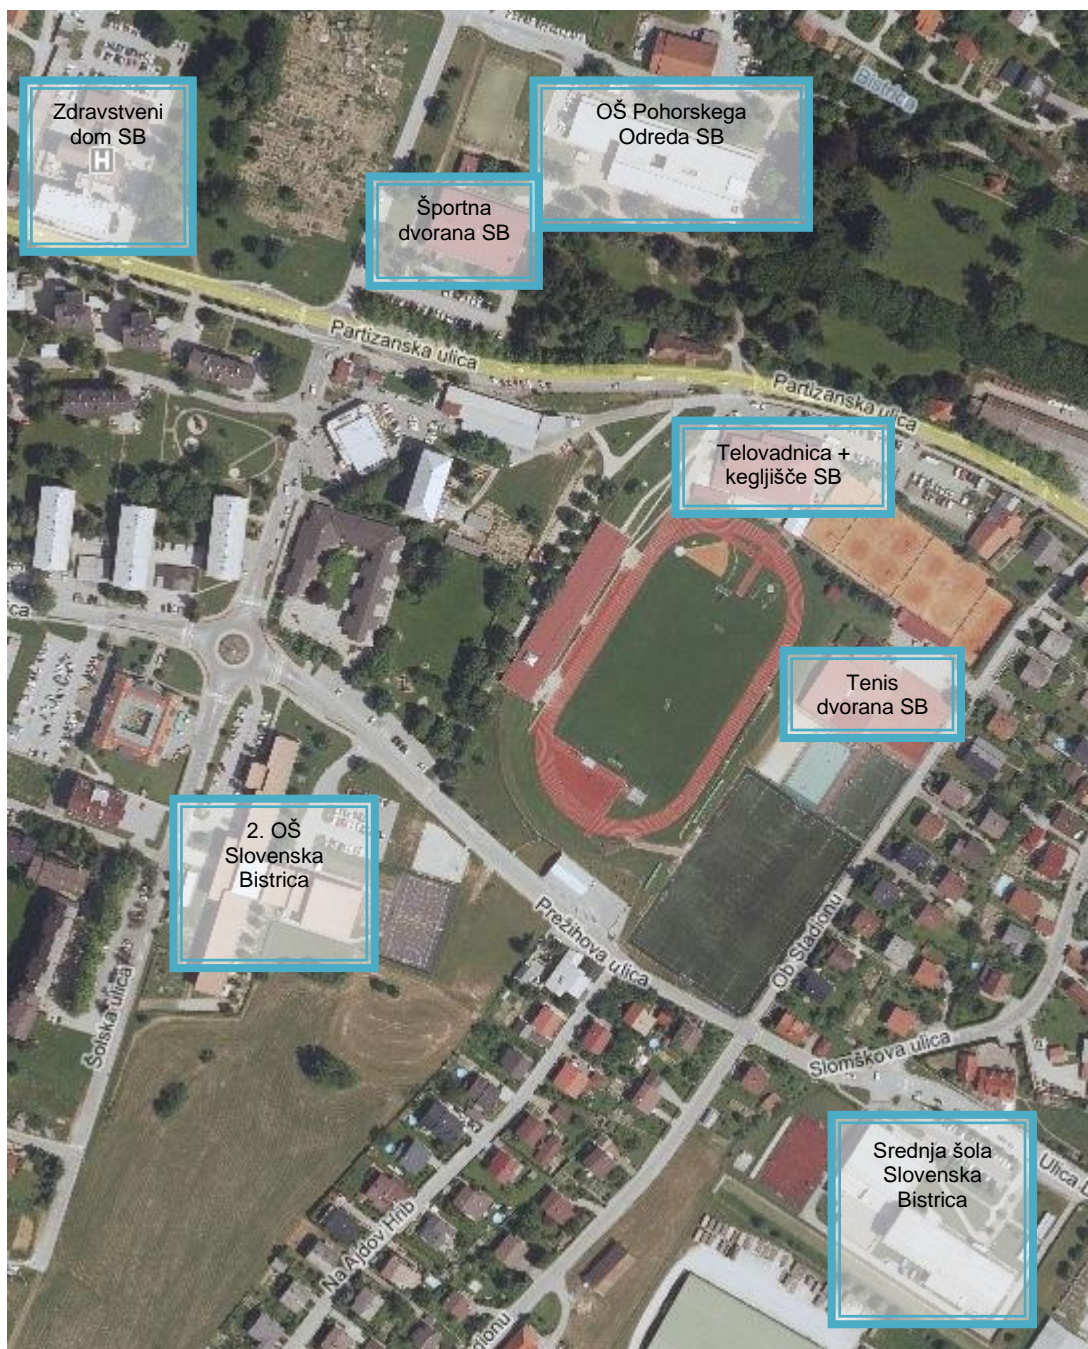 Bistrica
Zdravstveni
dom SB
H
OŠ Pohorskega
Odreda SB
Športna
dvorana SB
Partizanska ulica
Partizanska ulica
Telovadnica +
kegljišče SB
ica
Tenis
dvorana SB
2. OŠ
Slovenska
Bistrica
Prežihova ulica
Ob Stadionu
Šolska ulica
Slomškova ulica
Srednja šola
Slovenska
Bistrica
Ulica
Na Ajdov Hrib